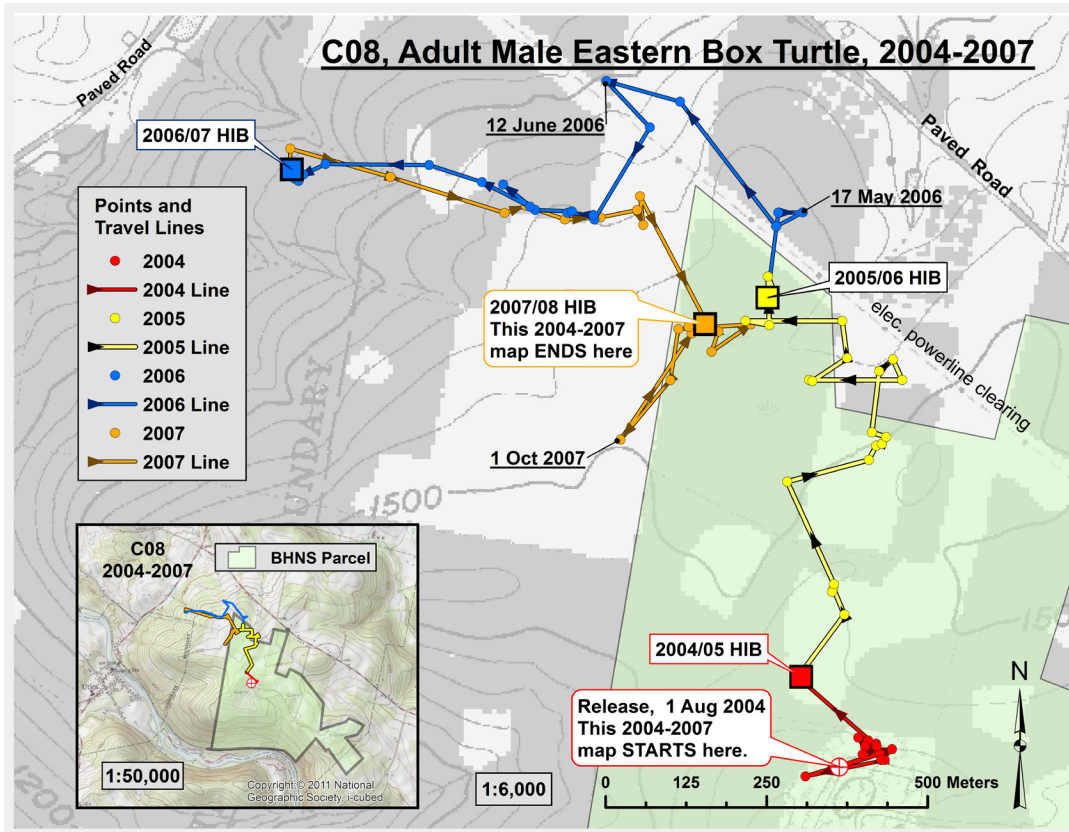 C08, Adult Male Eastern Box Turtle, 2004-2007
Paved Road
12 June 2006
2006/07 HIB
Paved Road
17 May 2006
Points and
Travel Lines
2004
2004 Line
2005
2005 Line
2006
2006 Line
2007
2007 Line
2005/06 HIB
2007/08 HIB
This 2004-2007
map ENDS here
elec. powerline clearing
1 Oct 2007
UNDARY
1500
1500
C08
2004-2007
BHNS Parcel
Utica
1:50,000
Copyright:© 2011 National
Geographic Society, i-cubed
2004/05 HIB
Release, 1 Aug 2004
This 2004-2007
map STARTS here.
N
1:6,000
0 125 250 500 Meters
1200